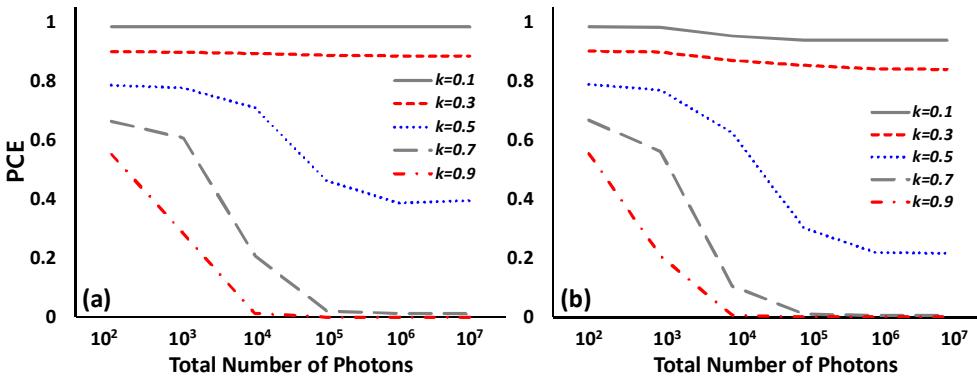 PCE
1
0.8
0.6
0.4
0.2
0
k=0.1
k=0.3
k=0.5
k=0.7
k=0.9
(a)
10² 10³ 10⁴ 10⁵ 10⁶ 10⁷
Total Number of Photons
1
0.8
0.6
0.4
0.2
0
k=0.1
k=0.3
k=0.5
k=0.7
k=0.9
(b)
10² 10³ 10⁴ 10⁵ 10⁶ 10⁷
Total Number of Photons